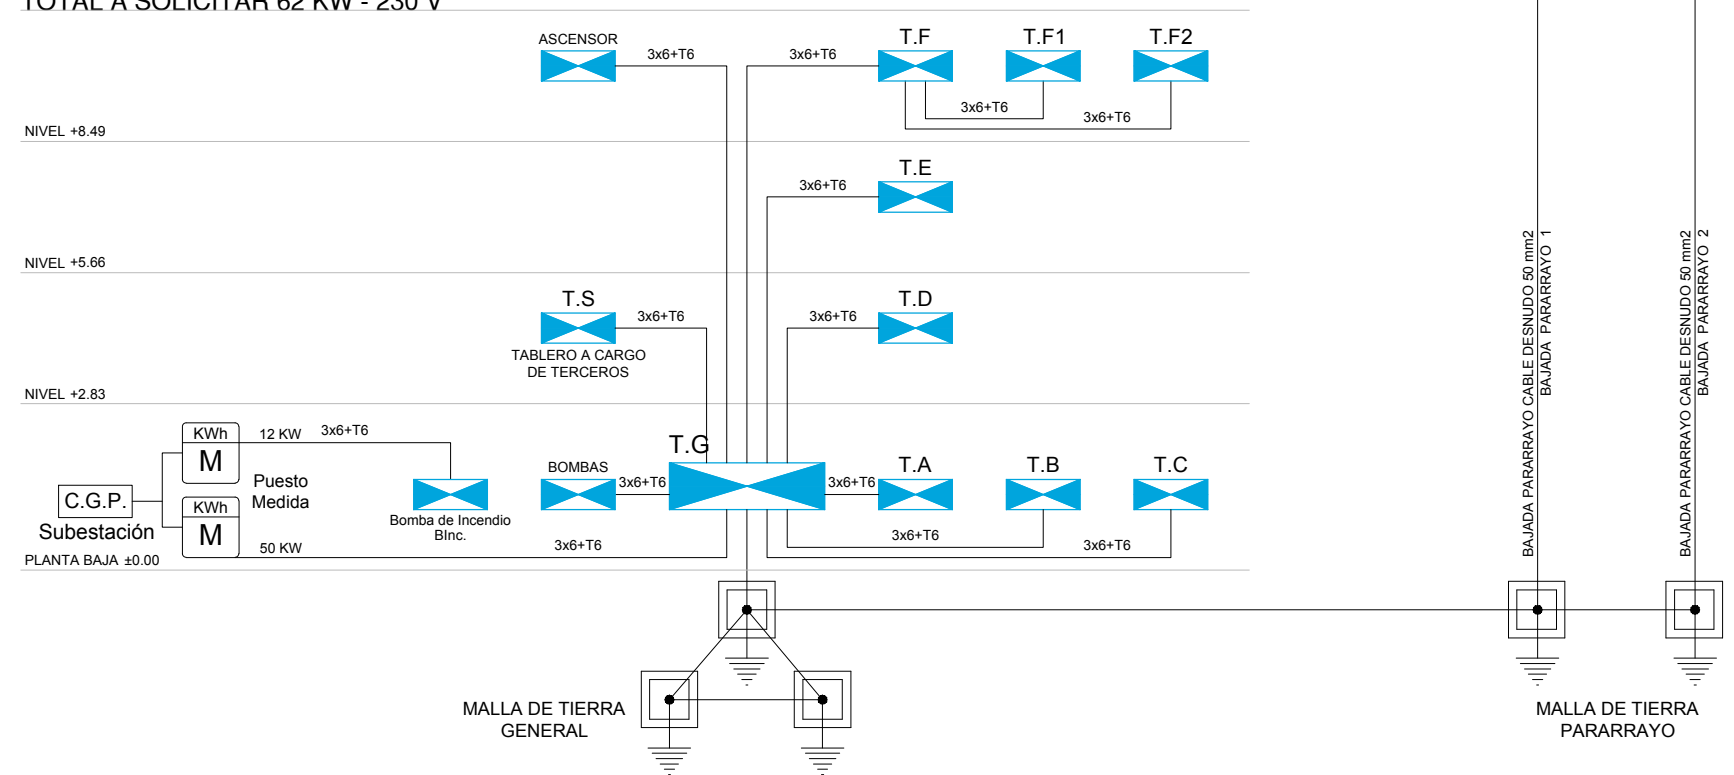 TOTAL A SOLICITAR 62 KW - 230 V
ASCENSOR
3x6+T6
3x6+T6
T.F
T.F1
T.F2
3x6+T6
3x6+T6
NIVEL +8.49
T.E
3x6+T6
NIVEL +5.66
T.S
3x6+T6
TABLERO A CARGO
DE TERCEROS
T.D
3x6+T6
NIVEL +2.83
C.G.P.
Subestación
KWh
M
KWh
M
12 KW
3x6+T6
Puesto
Medida
50 KW
3x6+T6
Bomba de Incendio
BInc.
BOMBAS
3x6+T6
T.G
3x6+T6
T.A
T.B
T.C
3x6+T6
3x6+T6
PLANTA BAJA ±0.00
BAJADA PARARRAYO CABLE DESNUDO 50 mm2
BAJADA PARARRAYO 1
BAJADA PARARRAYO CABLE DESNUDO 50 mm2
BAJADA PARARRAYO 2
MALLA DE TIERRA
GENERAL
MALLA DE TIERRA
PARARRAYO